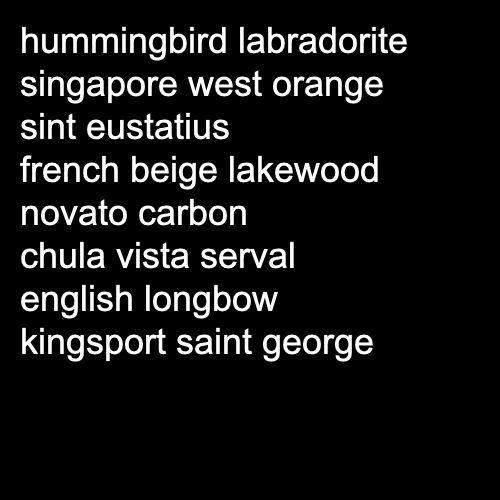 hummingbird labradorite
singapore west orange
sint eustatius
french beige lakewood
novato carbon
chula vista serval
english longbow
kingsport saint george